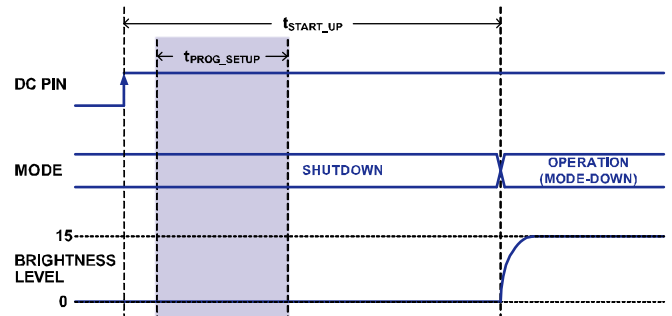 tSTART_UP
tPROG_SETUP
DC PIN
MODE
SHUTDOWN
OPERATION
(MODE-DOWN)
15
BRIGHTNESS
LEVEL
0